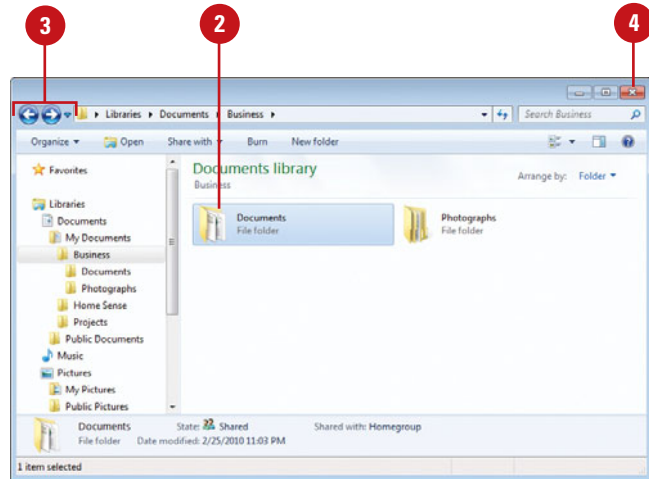 3
2
4
Libraries
Documents
Business
Search Business
Organize
Open
Share with
Burn
New folder
Favorites
Libraries
Documents
My Documents
Business
Documents
Photographs
Home Sense
Projects
Public Documents
Music
Pictures
My Pictures
Public Pictures
Documents library
Business
Arrange by: Folder
Documents
File folder
Photographs
File folder
Documents State: Shared Shared with: Homegroup
File folder Date modified: 2/25/2010 11:03 PM
1 item selected